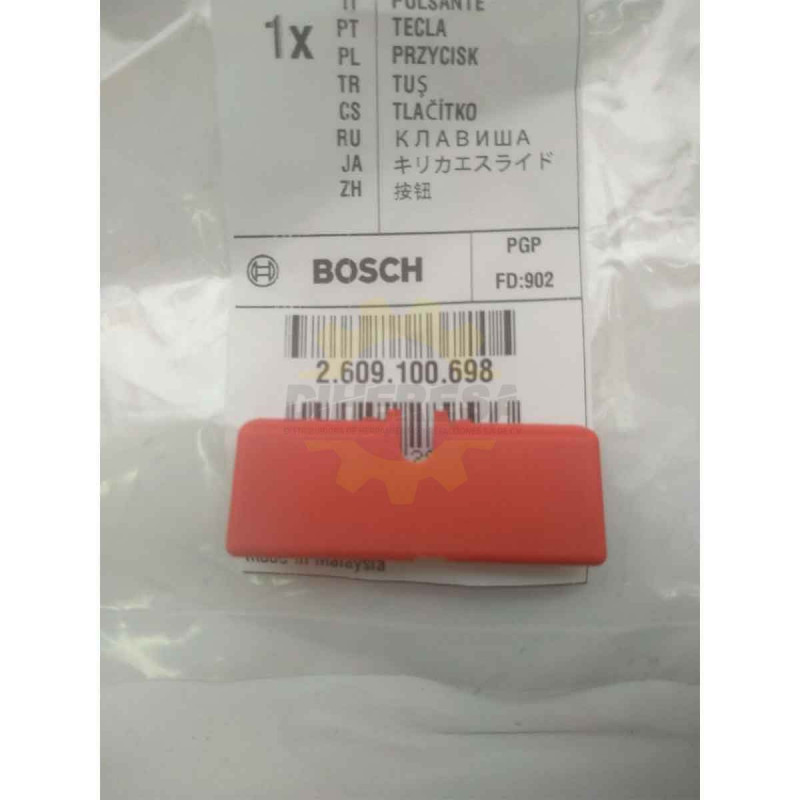 IT PULSANTE
1x PT TECLA
PL PRZYCISK
TR TUŞ
CS TLAČÍTKO
RU КЛАВИША
JA キリカエスライド
ZH 按钮
BOSCH
PGP
FD:902
2.609.100.698
DIHEPESA
Made in Malaysia